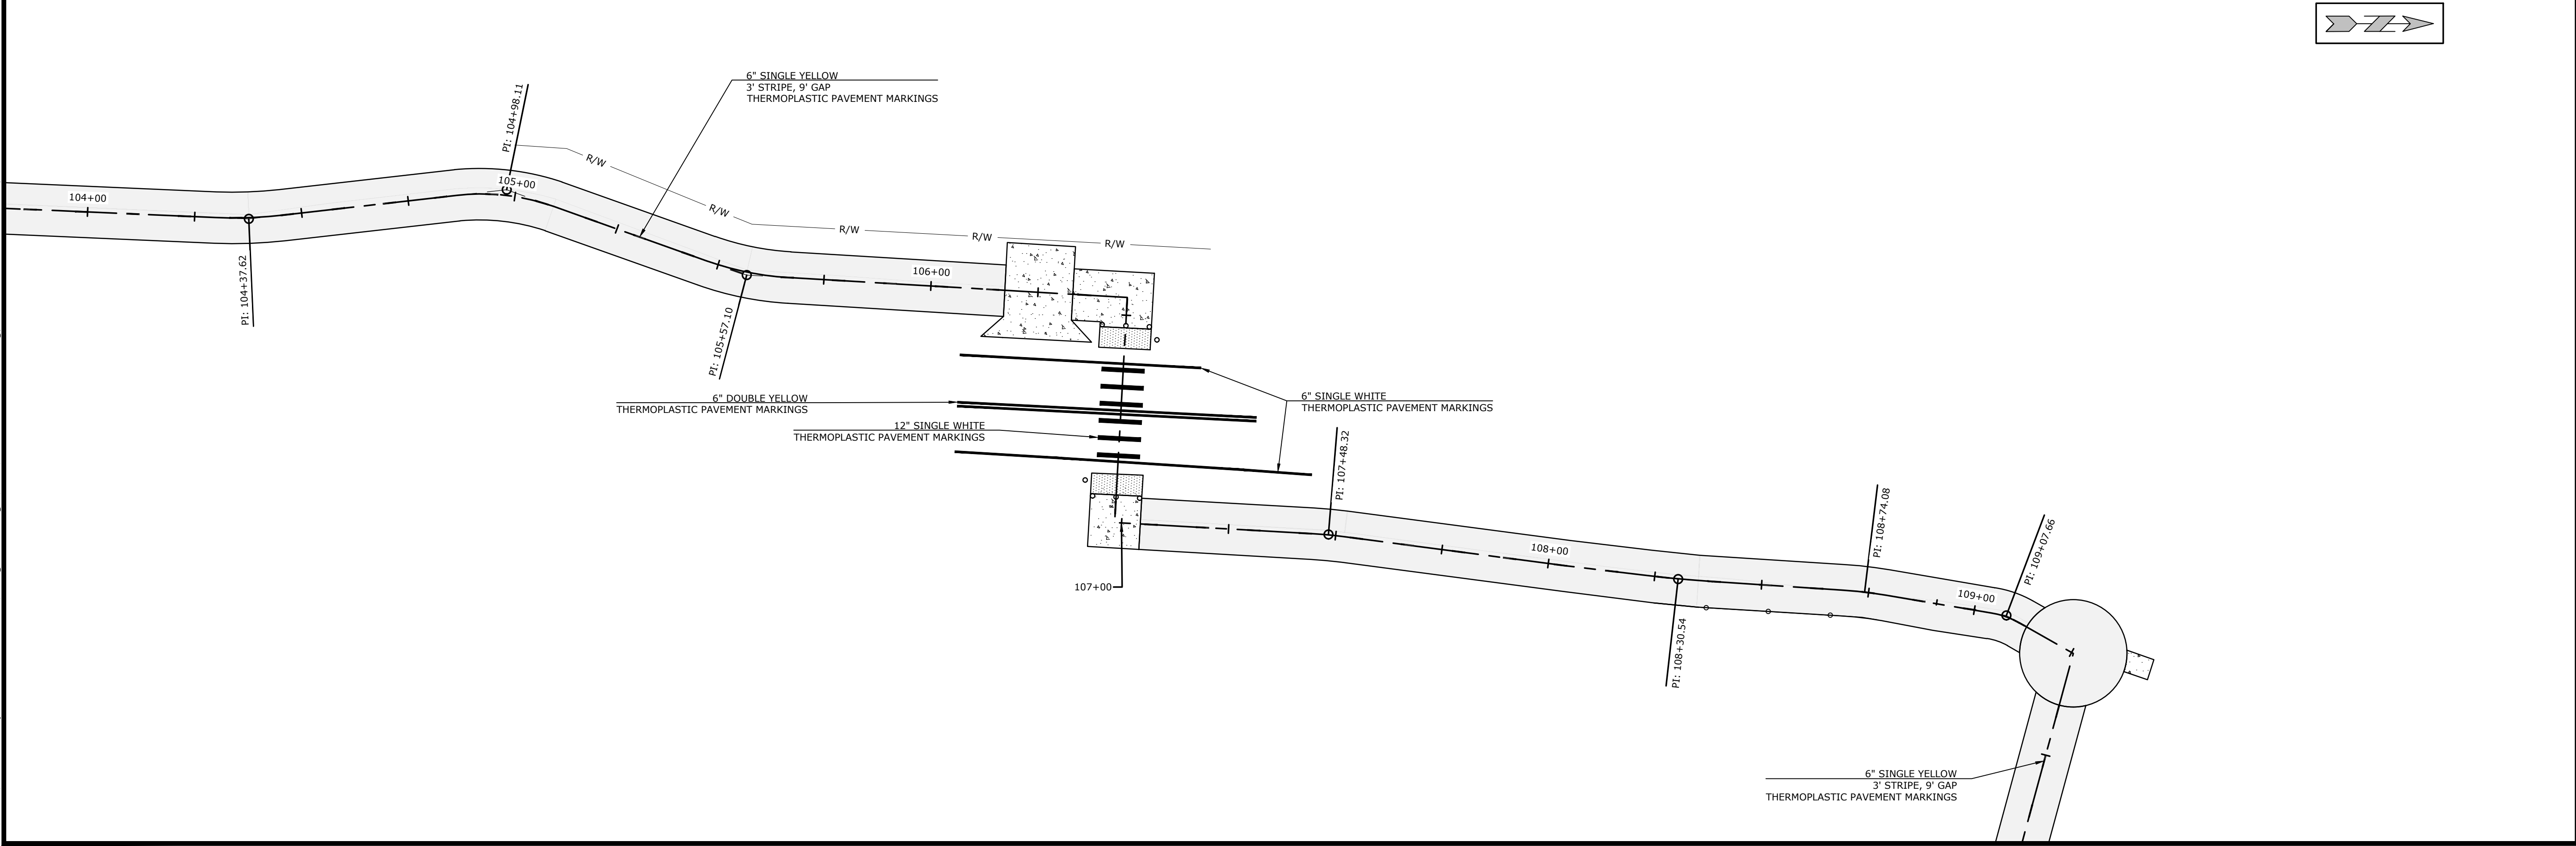 6" SINGLE YELLOW
3' STRIPE, 9' GAP
THERMOPLASTIC PAVEMENT MARKINGS
PI: 104+98.11
R/W
105+00
104+00
R/W
R/W
R/W
R/W
PI: 104+37.62
106+00
PI: 105+57.10
6" DOUBLE YELLOW
THERMOPLASTIC PAVEMENT MARKINGS
6" SINGLE WHITE
THERMOPLASTIC PAVEMENT MARKINGS
12" SINGLE WHITE
THERMOPLASTIC PAVEMENT MARKINGS
PI: 107+48.32
107+00
108+00
PI: 108+74.08
PI: 109+07.66
109+00
PI: 108+30.54
6" SINGLE YELLOW
3' STRIPE, 9' GAP
THERMOPLASTIC PAVEMENT MARKINGS